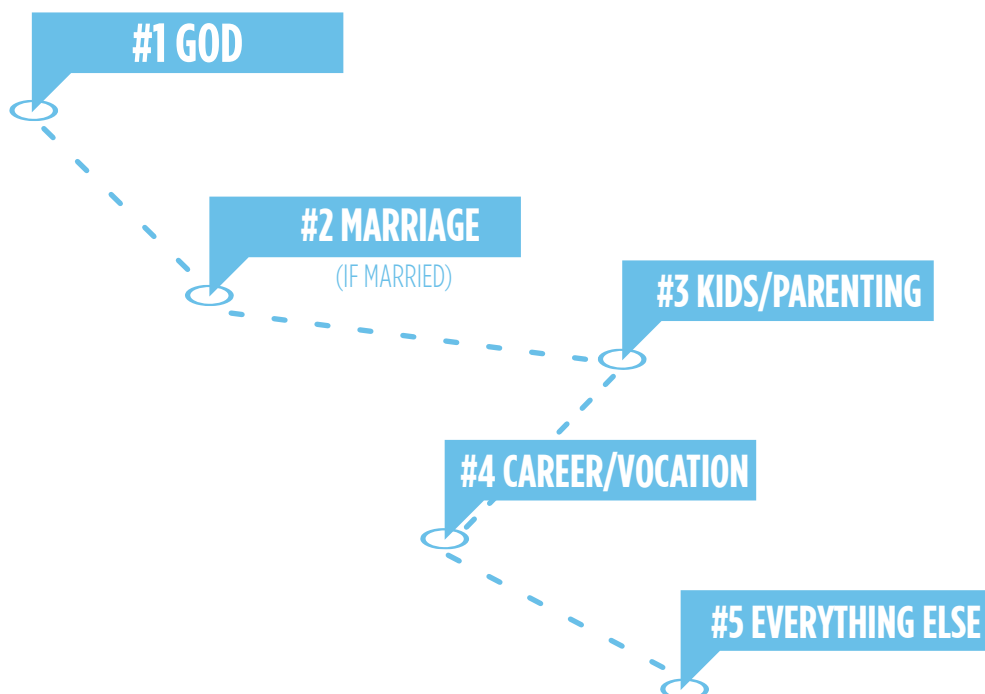 #1 GOD
#2 MARRIAGE
(IF MARRIED)
#3 KIDS/PARENTING
#4 CAREER/VOCATION
#5 EVERYTHING ELSE